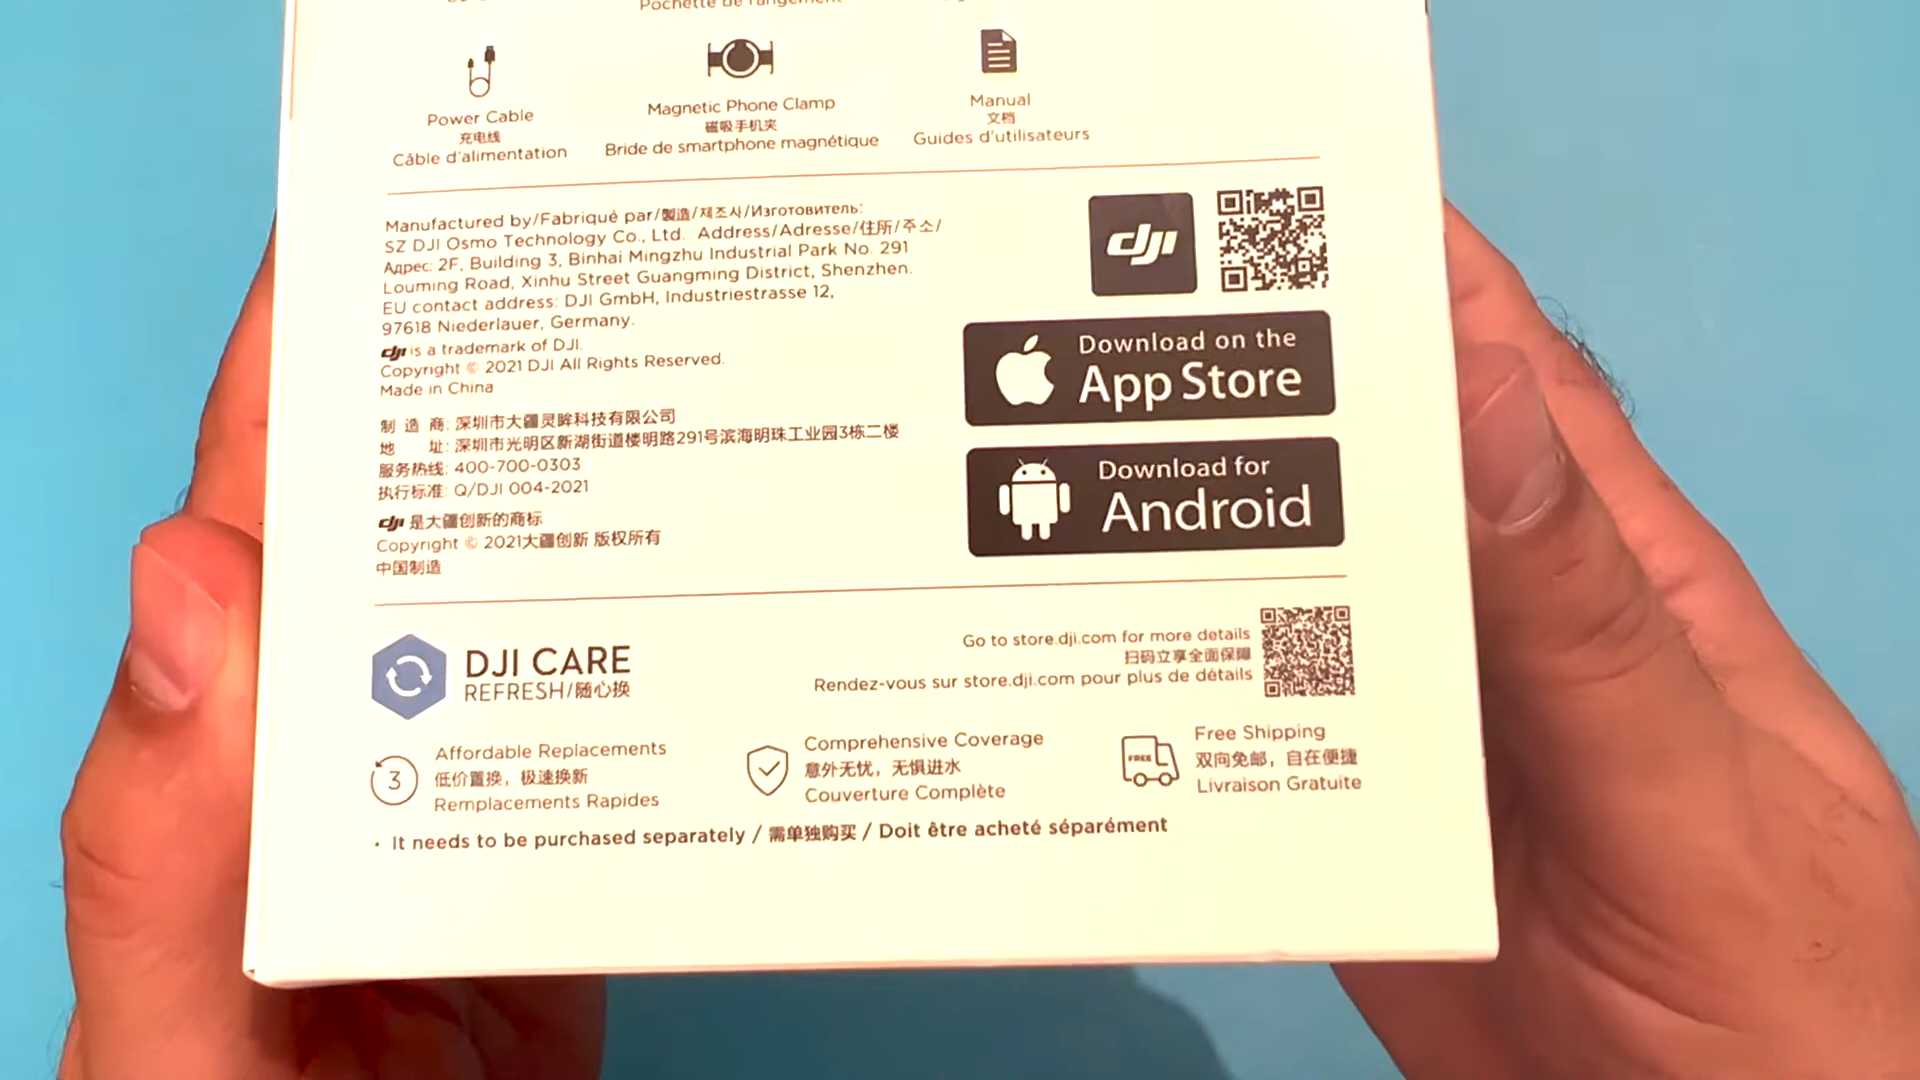 Pochette de rangement
Power Cable
充电线
Câble d'alimentation
Magnetic Phone Clamp
磁吸手机夹
Bride de smartphone magnétique
Manual
文档
Guides d'utilisateurs
Manufactured by/Fabriqué par/製造/제조사/Изготовитель:
SZ DJI Osmo Technology Co., Ltd. Address/Adresse/住所/주소/
Адрес: 2F, Building 3, Binhai Mingzhu Industrial Park No. 291
Louming Road, Xinhu Street Guangming District, Shenzhen.
EU contact address: DJI GmbH, Industriestrasse 12,
97618 Niederlauer, Germany.
dji is a trademark of DJI.
Copyright © 2021 DJI All Rights Reserved.
Made in China
制 造 商: 深圳市大疆灵眸科技有限公司
地 址: 深圳市光明区新湖街道楼明路291号滨海明珠工业园3栋二楼
服务热线: 400-700-0303
执行标准: Q/DJI 004-2021
dji 是大疆创新的商标
Copyright © 2021大疆创新 版权所有
中国制造
dji
Download on the
App Store
Download for
Android
DJI CARE
REFRESH/随心换
Go to store.dji.com for more details
扫码立享全面保障
Rendez-vous sur store.dji.com pour plus de détails
3
Affordable Replacements
低价置换，极速换新
Remplacements Rapides
Comprehensive Coverage
意外无忧，无惧进水
Couverture Complète
FREE
Free Shipping
双向免邮，自在便捷
Livraison Gratuite
· It needs to be purchased separately / 需单独购买 / Doit être acheté séparément